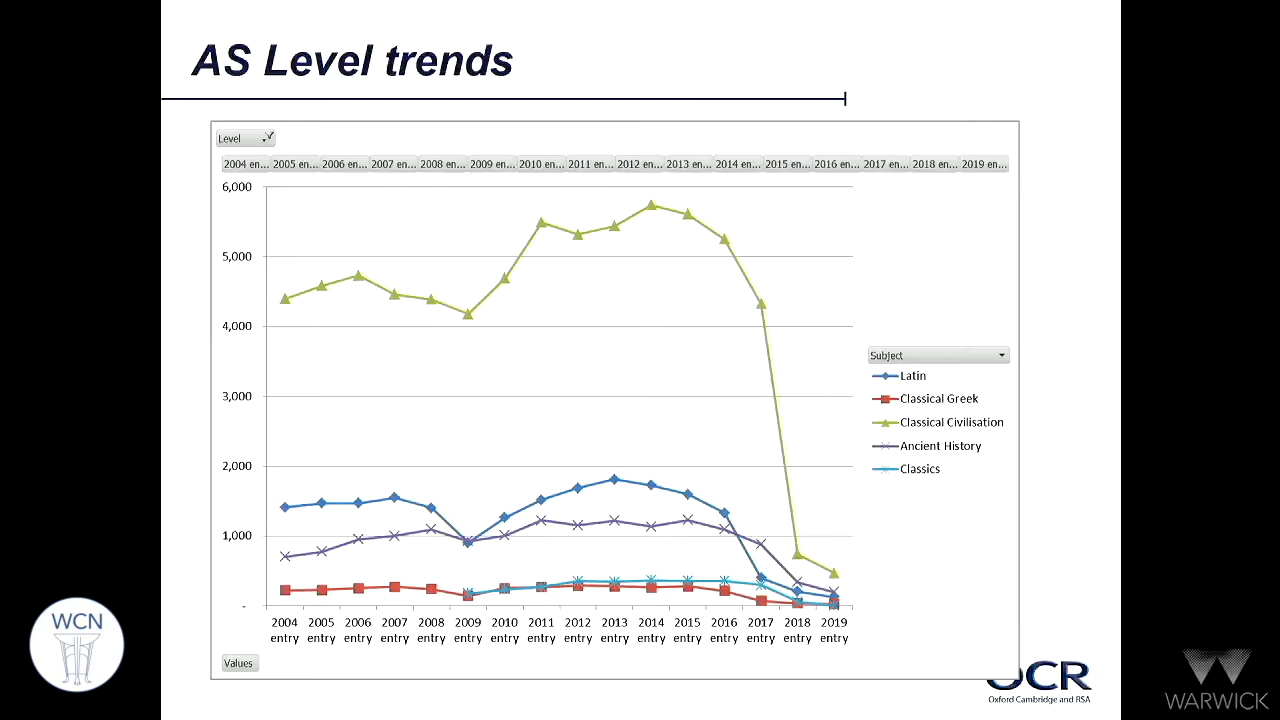 AS Level trends
Level
2004 en... 2005 en... 2006 en... 2007 en... 2008 en... 2009 en... 2010 en... 2011 en... 2012 en... 2013 en... 2014 en... 2015 en... 2016 en... 2017 en... 2018 en... 2019 en...
6,000
5,000
4,000
3,000
2,000
1,000
-
2004 entry
2005 entry
2006 entry
2007 entry
2008 entry
2009 entry
2010 entry
2011 entry
2012 entry
2013 entry
2014 entry
2015 entry
2016 entry
2017 entry
2018 entry
2019 entry
Subject
Latin
Classical Greek
Classical Civilisation
Ancient History
Classics
Values
WCN
OCR
Oxford Cambridge and RSA
WARWICK